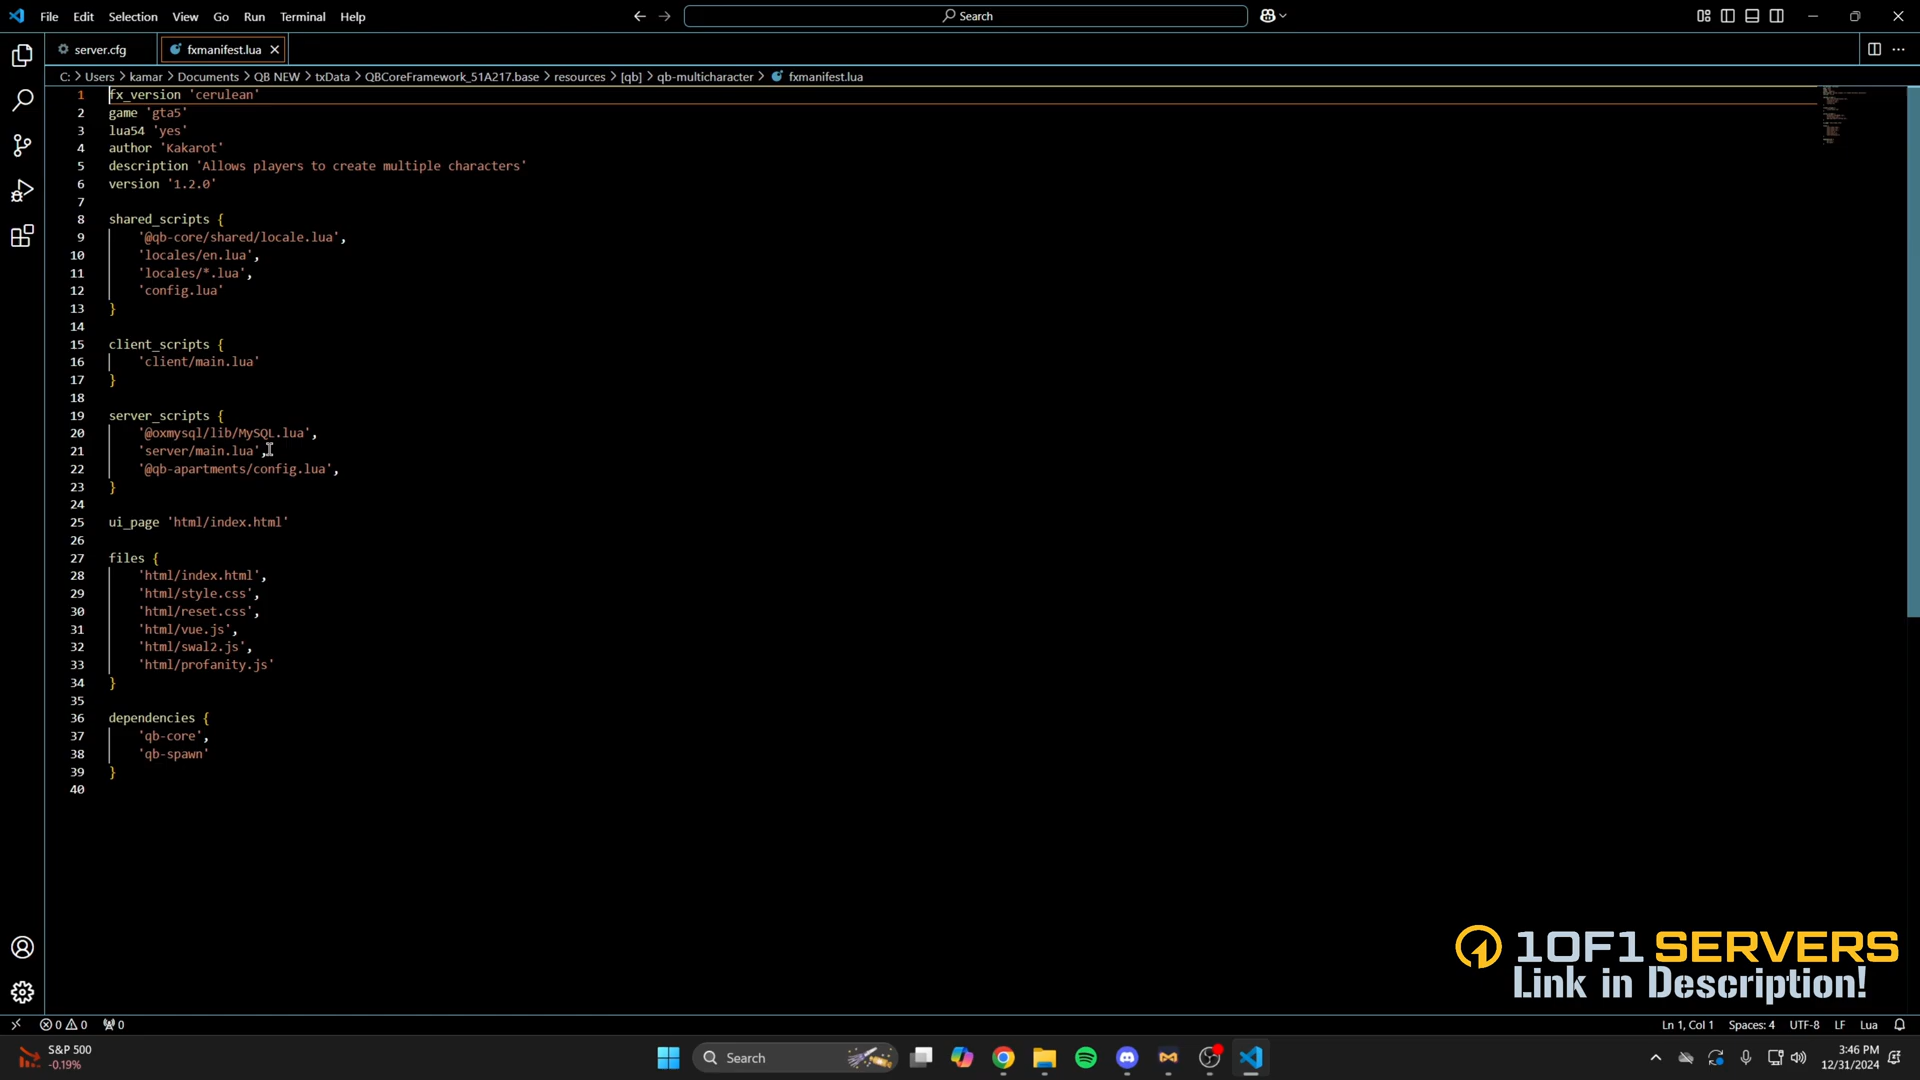 File Edit Selection View Go Run Terminal Help Search
server.cfg fxmanifest.lua
C: > Users > kamar > Documents > QB NEW > txData > QBCoreFramework_51A217.base > resources > [qb] > qb-multicharacter > fxmanifest.lua
1 fx_version 'cerulean'
2 game 'gta5'
3 lua54 'yes'
4 author 'Kakarot'
5 description 'Allows players to create multiple characters'
6 version '1.2.0'
7
8 shared_scripts {
9 '@qb-core/shared/locale.lua',
10 'locales/en.lua',
11 'locales/*.lua',
12 'config.lua'
13 }
14
15 client_scripts {
16 'client/main.lua'
17 }
18
19 server_scripts {
20 '@oxmysql/lib/MySQL.lua',
21 'server/main.lua',
22 '@qb-apartments/config.lua',
23 }
24
25 ui_page 'html/index.html'
26
27 files {
28 'html/index.html',
29 'html/style.css',
30 'html/reset.css',
31 'html/vue.js',
32 'html/swal2.js',
33 'html/profanity.js'
34 }
35
36 dependencies {
37 'qb-core',
38 'qb-spawn'
39 }
40
1OF1 SERVERS
Link in Description!
0 0 0 Ln 1, Col 1 Spaces: 4 UTF-8 LF Lua
S&P 500
-0.19%
Search
3:46 PM
12/31/2024